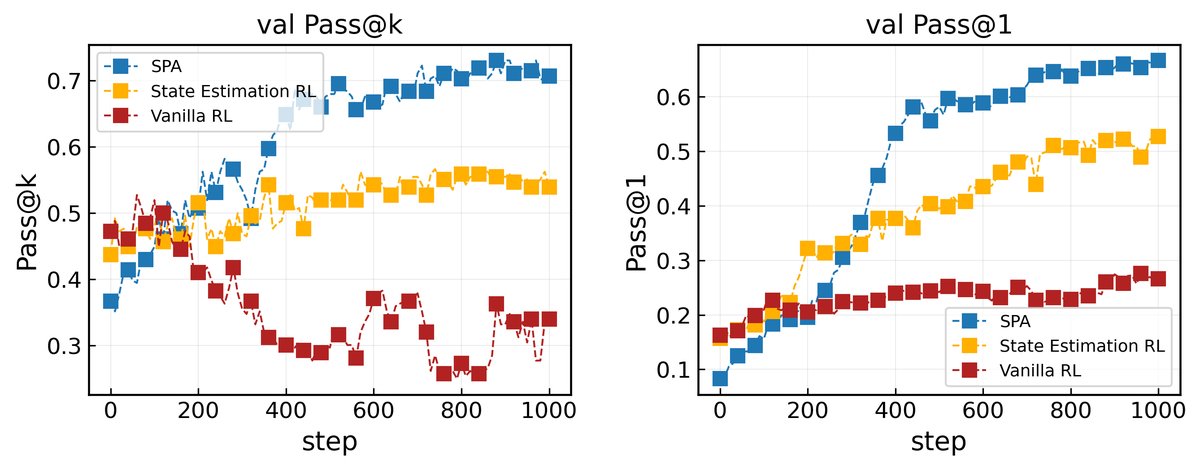 val Pass@k
Pass@k
0.7
0.6
0.5
0.4
0.3
SPA
State Estimation RL
Vanilla RL
0 200 400 600 800 1000
step
val Pass@1
Pass@1
0.6
0.5
0.4
0.3
0.2
0.1
SPA
State Estimation RL
Vanilla RL
0 200 400 600 800 1000
step